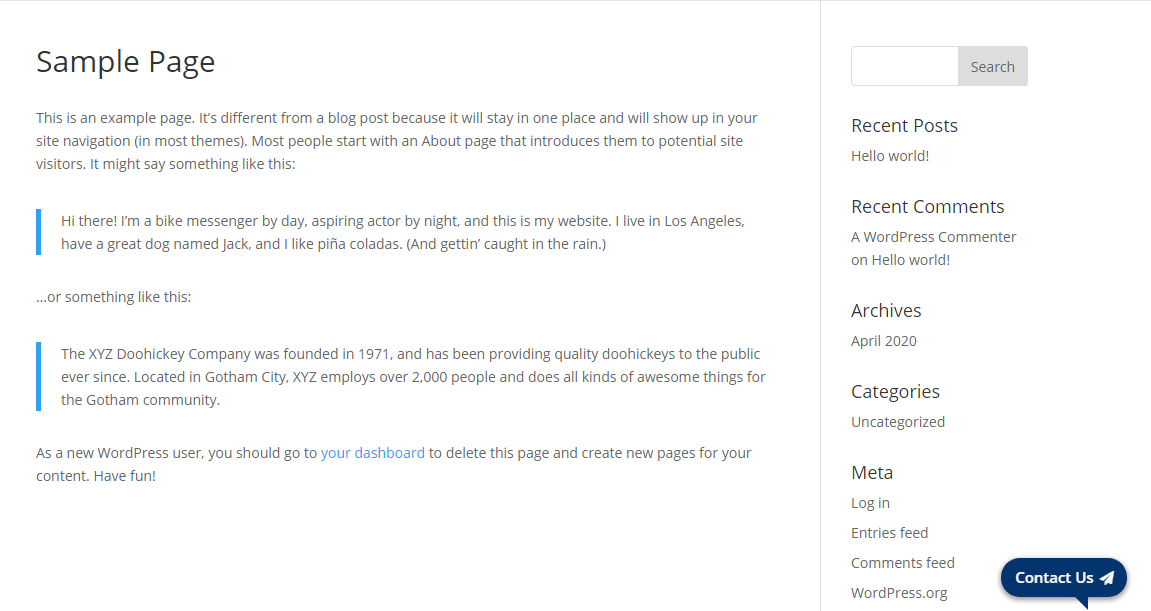 Sample Page
This is an example page. It’s different from a blog post because it will stay in one place and will show up in your
site navigation (in most themes). Most people start with an About page that introduces them to potential site
visitors. It might say something like this:
Hi there! I’m a bike messenger by day, aspiring actor by night, and this is my website. I live in Los Angeles,
have a great dog named Jack, and I like piña coladas. (And gettin’ caught in the rain.)
…or something like this:
The XYZ Doohickey Company was founded in 1971, and has been providing quality doohickeys to the public
ever since. Located in Gotham City, XYZ employs over 2,000 people and does all kinds of awesome things for
the Gotham community.
As a new WordPress user, you should go to your dashboard to delete this page and create new pages for your
content. Have fun!
Search
Recent Posts
Hello world!
Recent Comments
A WordPress Commenter
on Hello world!
Archives
April 2020
Categories
Uncategorized
Meta
Log in
Entries feed
Comments feed
WordPress.org
Contact Us